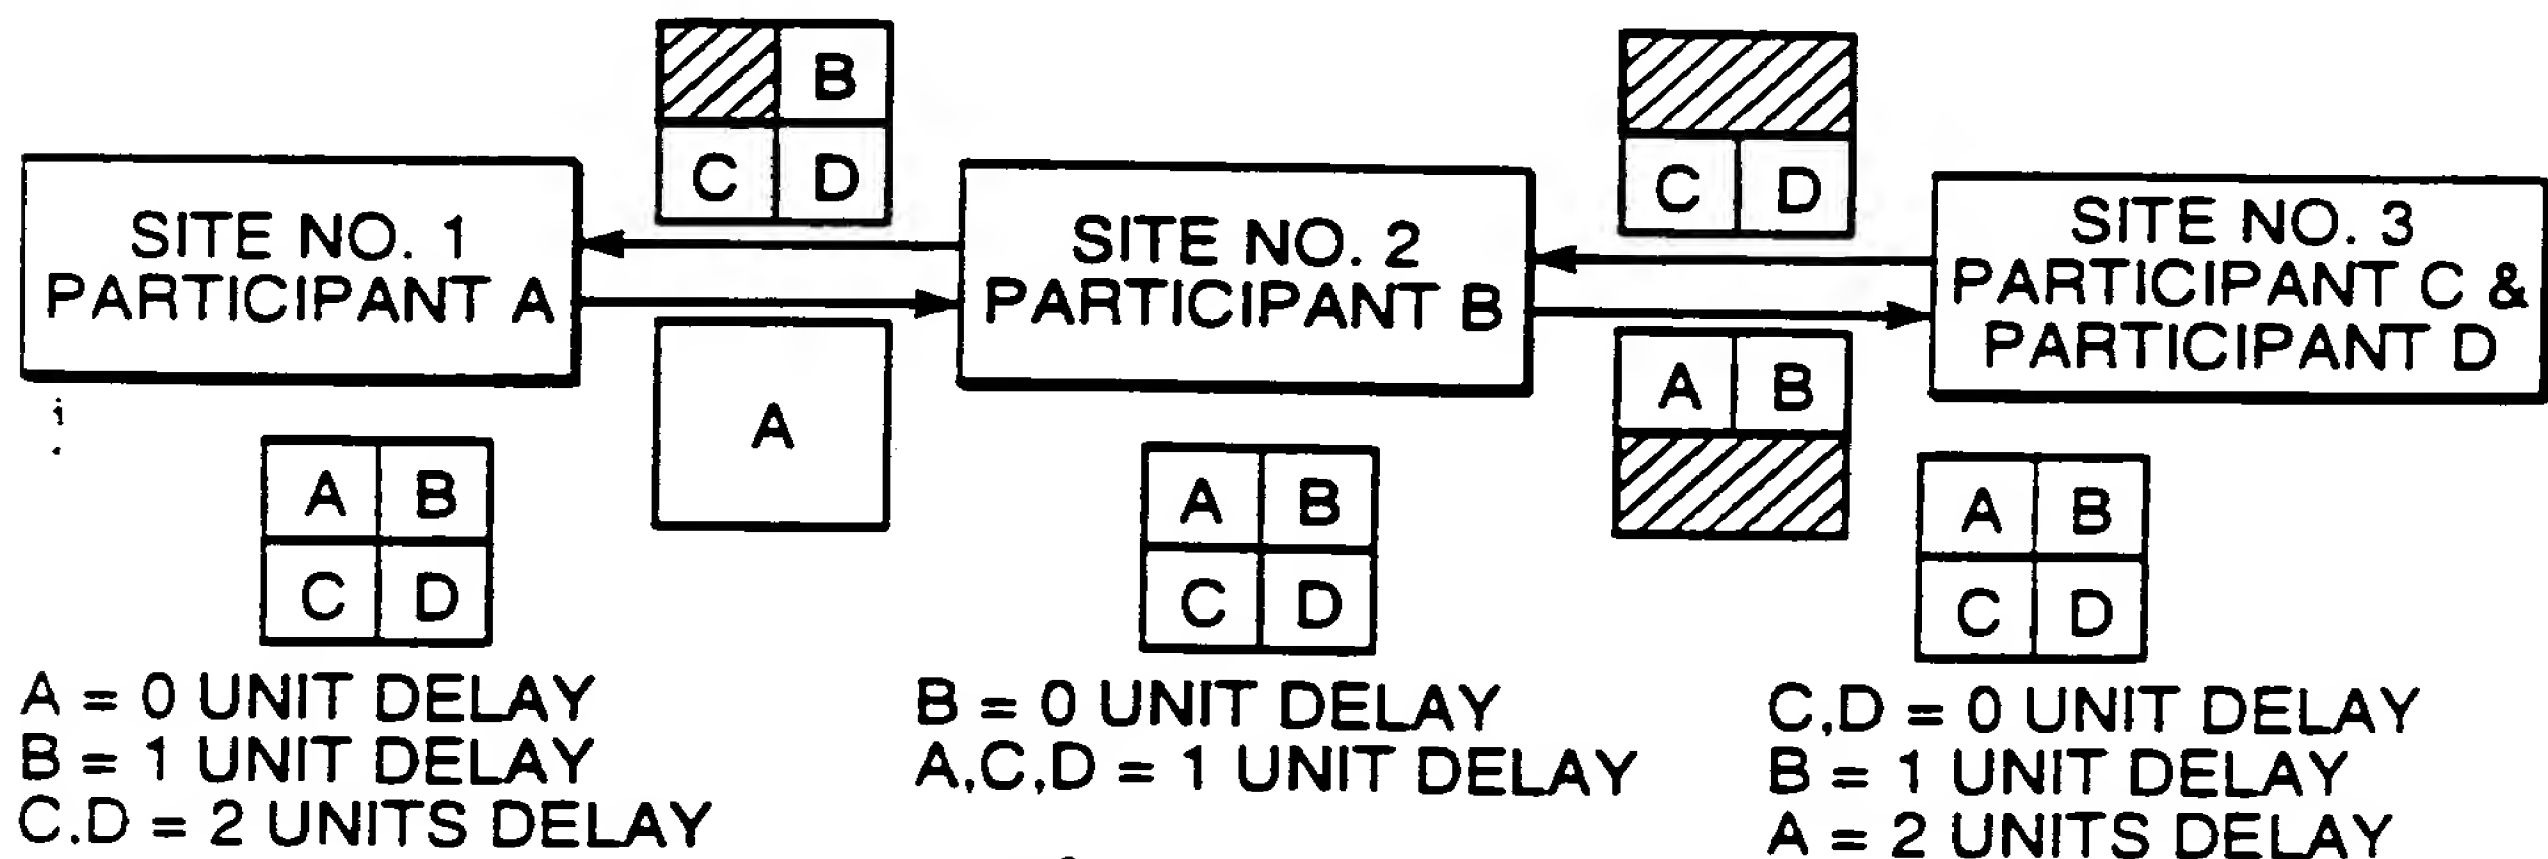 B
C D
C D
SITE NO. 1
PARTICIPANT A
SITE NO. 2
PARTICIPANT B
SITE NO. 3
PARTICIPANT C &
PARTICIPANT D
A
A B
A B
C D
A B
C D
A B
C D
A = 0 UNIT DELAY
B = 1 UNIT DELAY
C.D = 2 UNITS DELAY
B = 0 UNIT DELAY
A,C,D = 1 UNIT DELAY
C,D = 0 UNIT DELAY
B = 1 UNIT DELAY
A = 2 UNITS DELAY